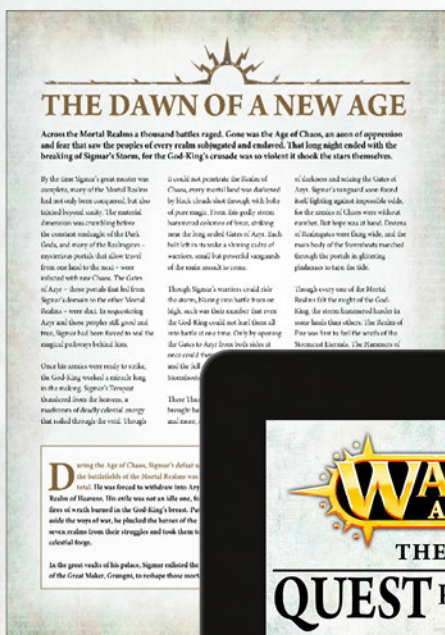 THE DAWN OF A NEW AGE
Across the Mortal Realms a thousand battles raged. Gone was the Age of Chaos, an aeon of oppression
and fear that saw the peoples of every realm subjugated and enslaved. That long night ended with the
breaking of Sigmar's Storm, for the God-King's crusade was so violent it shook the stars themselves.
By the time Sigmar's great muster was
complete, many of the Mortal Realms
had not only been conquered, but also
tainted beyond sanity. The material
dimension was crumbling before
the constant onslaught of the Dark
Gods, and many of the Realmgates –
mysterious portals that allow travel
from one land to the next – were
infested with raw Chaos. The Gates
of Azyr – those portals that led from
Sigmar's domain to the other Mortal
Realms – were shut. In sequestering
Azyr and those peoples still good and
true, Sigmar had been forced to seal the
magical pathways behind him.
Once his armies were ready to strike,
the God-King worked a miracle long
in the making. Sigmar's Tempest
thundered from the heavens, a
maelstrom of deadly celestial energy
that roiled through the void. Though
it could not penetrate the Realm of
Chaos, every mortal land was darkened
by black clouds shot through with bolts
of pure magic. From this godly storm
hammered columns of force, striking
near the long sealed Gates of Azyr. Each
bolt left in its wake a shining cadre of
warriors, small but powerful vanguards
of the main assault to come.
Though Sigmar's warriors could ride
the storm, blazing into battle from on
high, such was their number that even
the God-King could not hurl them all
into battle at one time. Only by opening
the Gates to Azyr from both sides at
once could the
and the full
Stormhosts
These Thu
brought ba
and more,
of darkness and seizing the Gates of
Azyr. Sigmar's vanguard soon found
itself fighting against impossible odds,
for the armies of Chaos were without
number. But hope was at hand. Dozens
of Realmgates were flung wide, and the
main body of the Stormhosts marched
through the portals in glittering
phalanxes to turn the tide.
Though every one of the Mortal
Realms felt the might of the God-
King, the storm hammered harder in
some lands than others. The Realm of
Fire was first to feel the wrath of the
Stormcast Eternals. The Hammers of
During the Age of Chaos, Sigmar's defeat o
the battlefields of the Mortal Realms was
total. He was forced to withdraw into Azy
Realm of Heavens. His exile was not an idle one, fo
fires of wrath burned in the God-King's breast. Pu
aside the ways of war, he plucked the heroes of the
seven realms from their struggles and took them to
celestial forge.
In the great vaults of his palace, Sigmar enlisted the
of the Great Maker, Grungni, to reshape those mort
WA
A
THE
QUEST F